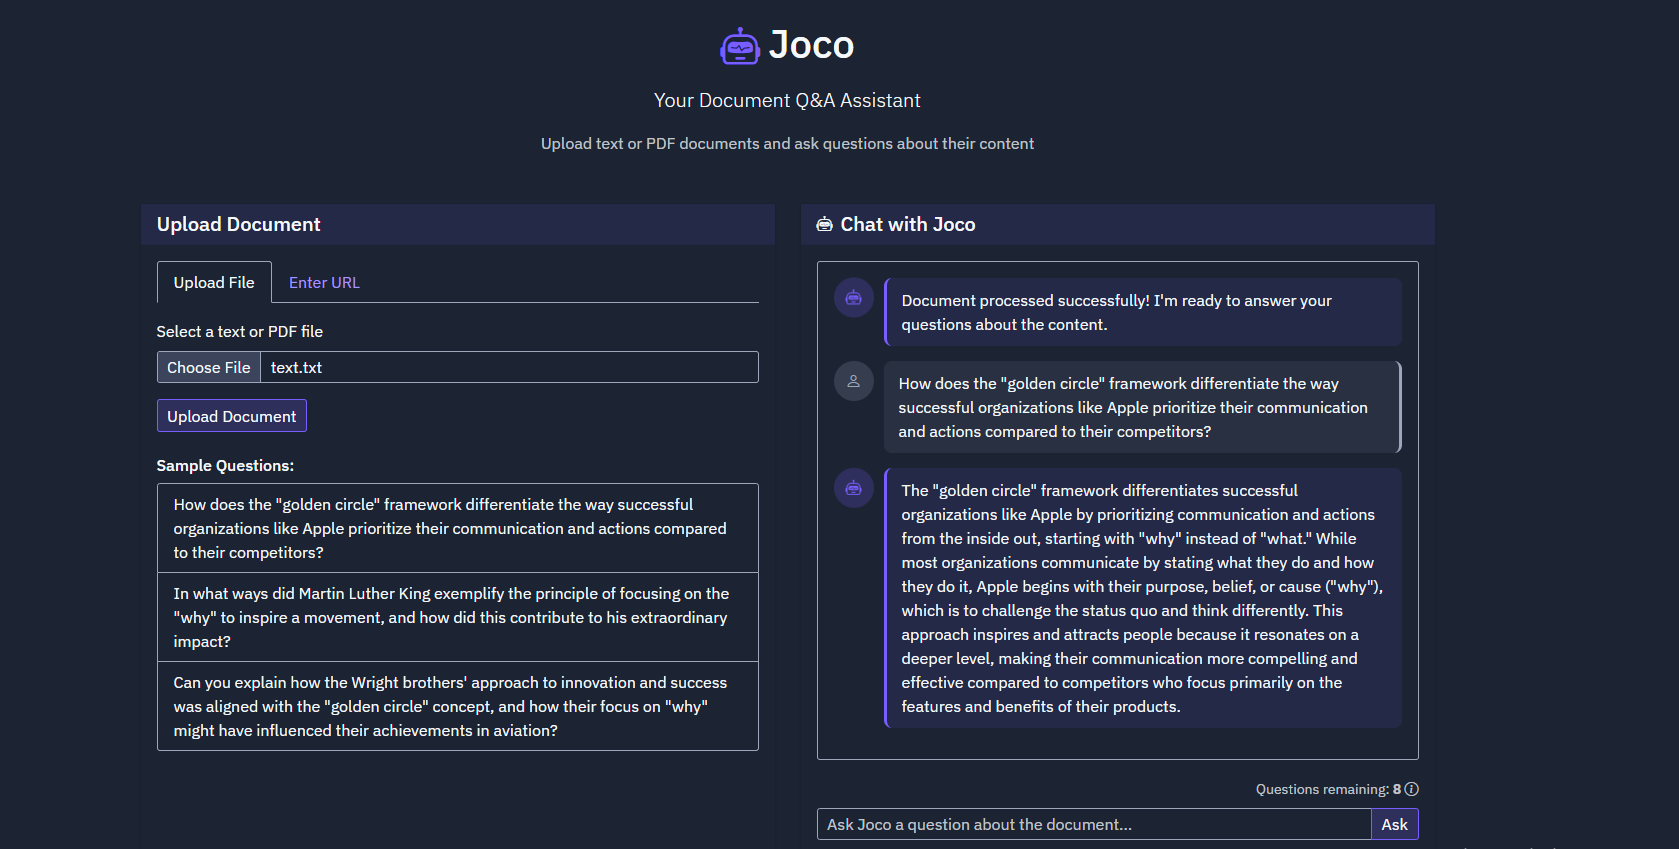 Joco
Your Document Q&A Assistant
Upload text or PDF documents and ask questions about their content
Upload Document
Upload File
Enter URL
Select a text or PDF file
Choose File
text.txt
Upload Document
Sample Questions:
How does the "golden circle" framework differentiate the way successful
organizations like Apple prioritize their communication and actions compared
to their competitors?
In what ways did Martin Luther King exemplify the principle of focusing on the
"why" to inspire a movement, and how did this contribute to his extraordinary
impact?
Can you explain how the Wright brothers' approach to innovation and success
was aligned with the "golden circle" concept, and how their focus on "why"
might have influenced their achievements in aviation?
Chat with Joco
Document processed successfully! I'm ready to answer your
questions about the content.
How does the "golden circle" framework differentiate the way
successful organizations like Apple prioritize their communication
and actions compared to their competitors?
The "golden circle" framework differentiates successful
organizations like Apple by prioritizing communication and actions
from the inside out, starting with "why" instead of "what." While
most organizations communicate by stating what they do and how
they do it, Apple begins with their purpose, belief, or cause ("why"),
which is to challenge the status quo and think differently. This
approach inspires and attracts people because it resonates on a
deeper level, making their communication more compelling and
effective compared to competitors who focus primarily on the
features and benefits of their products.
Questions remaining: 8
Ask Joco a question about the document...
Ask